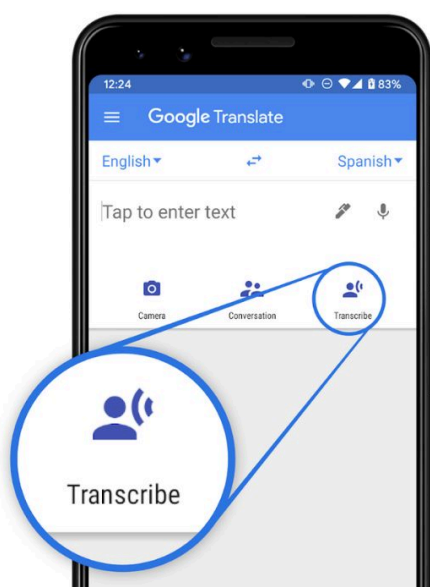 12:24 83%
Google Translate
English Spanish
Tap to enter text
Camera Conversation Transcribe
Transcribe